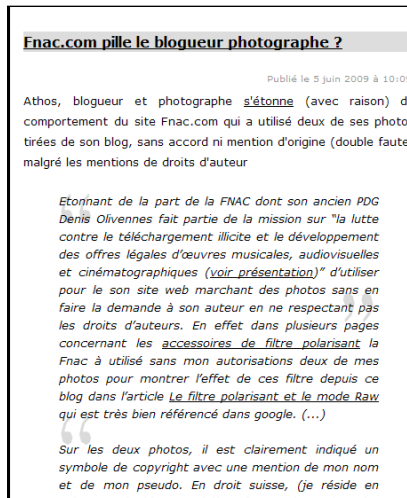 Fnac.com pille le blogueur photographe ?
Publié le 5 juin 2009 à 10:09
Athos, blogueur et photographe s'étonne (avec raison) d
comportement du site Fnac.com qui a utilisé deux de ses photo
tirées de son blog, sans accord ni mention d'origine (double faute
malgré les mentions de droits d'auteur
Etonnant de la part de la FNAC dont son ancien PDG
Denis Olivennes fait partie de la mission sur "la lutte
contre le téléchargement illicite et le développement
des offres légales d'œuvres musicales, audiovisuelles
et cinématographiques (voir présentation)" d'utiliser
pour le son site web marchant des photos sans en
faire la demande à son auteur en ne respectant pas
les droits d'auteurs. En effet dans plusieurs pages
concernant les accessoires de filtre polarisant la
Fnac à utilisé sans mon autorisations deux de mes
photos pour montrer l'effet de ces filtre depuis ce
blog dans l'article Le filtre polarisant et le mode Raw
qui est très bien référencé dans google. (...)
Sur les deux photos, il est clairement indiqué un
symbole de copyright avec une mention de mon nom
et de mon pseudo. En droit suisse, (je réside en